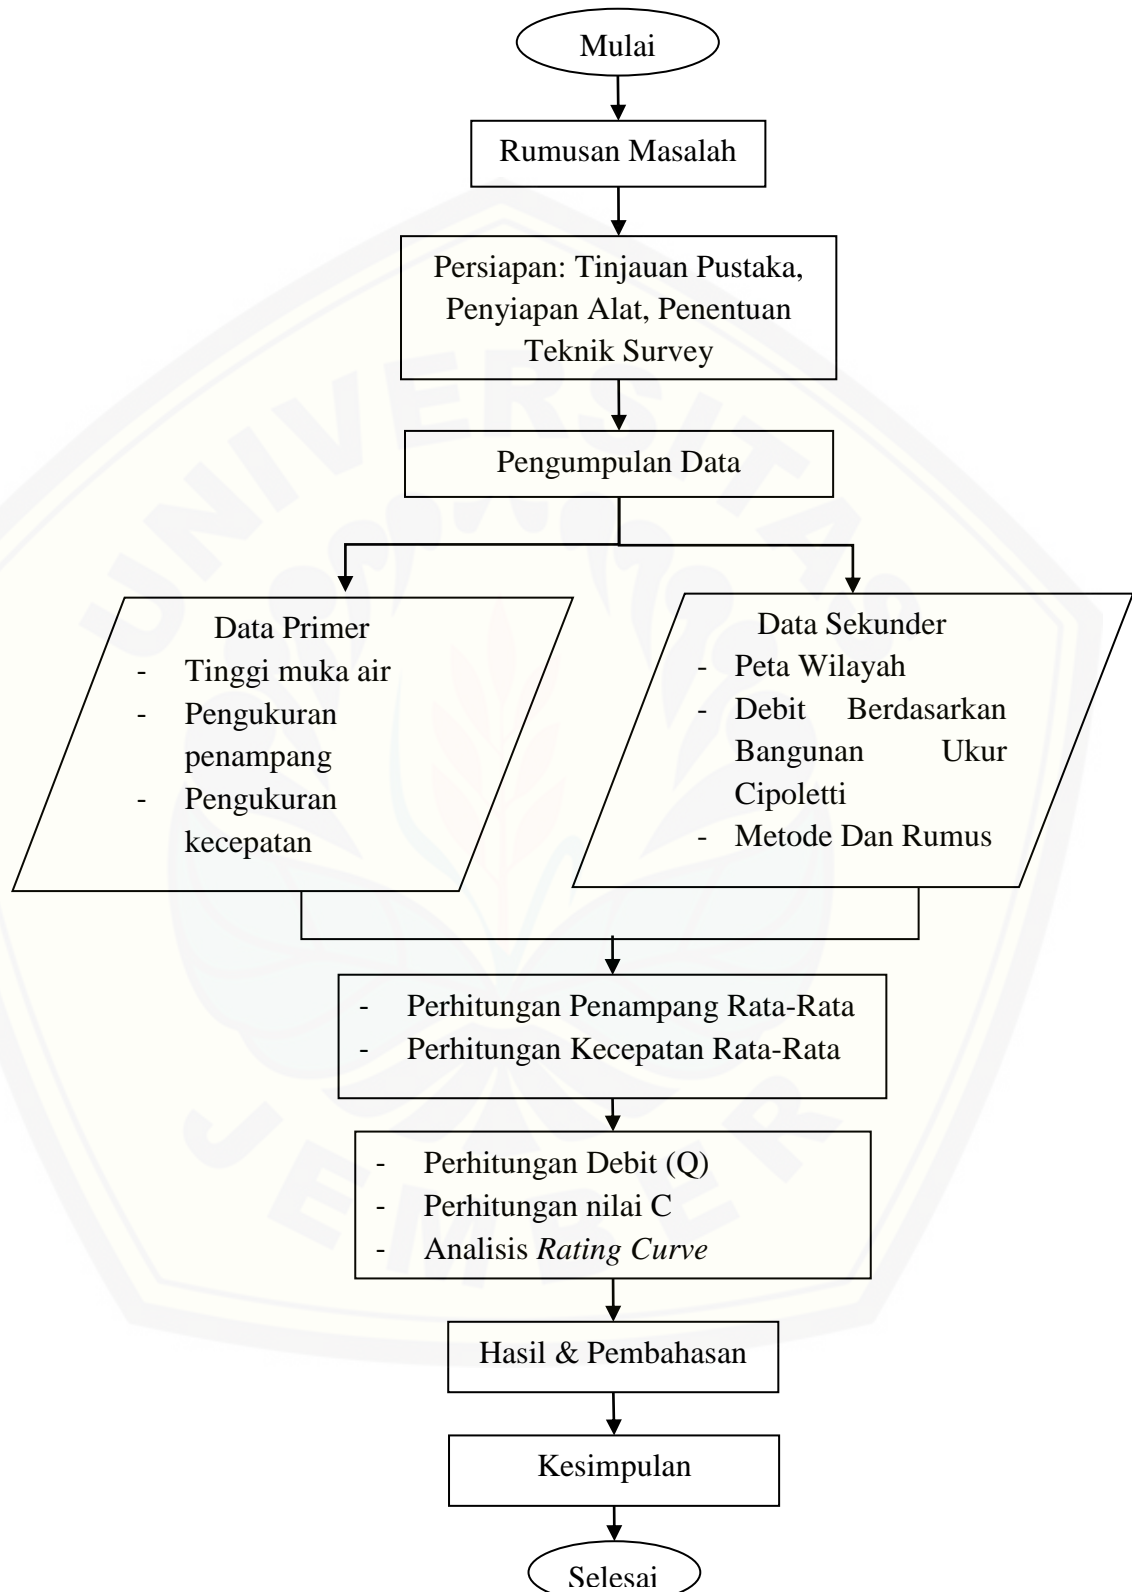 Mulai
Rumusan Masalah
Persiapan: Tinjauan Pustaka,
Penyiapan Alat, Penentuan
Teknik Survey
Pengumpulan Data
Data Primer
- Tinggi muka air
- Pengukuran
penampang
- Pengukuran
kecepatan
Data Sekunder
- Peta Wilayah
- Debit Berdasarkan
Bangunan Ukur
Cipoletti
- Metode Dan Rumus
- Perhitungan Penampang Rata-Rata
- Perhitungan Kecepatan Rata-Rata
- Perhitungan Debit (Q)
- Perhitungan nilai C
- Analisis Rating Curve
Hasil & Pembahasan
Kesimpulan
Selesai
UNIVERSITAS
JEMBER